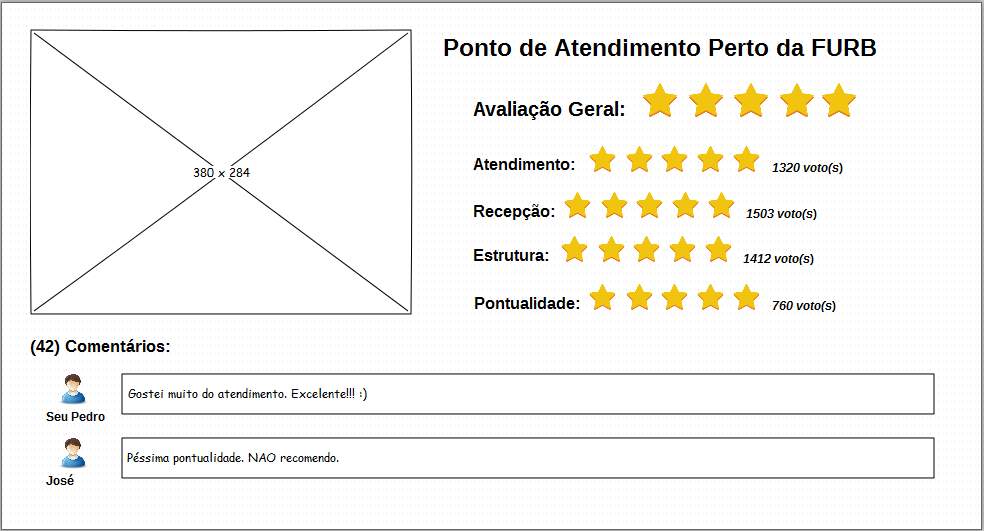 380 x 284
Ponto de Atendimento Perto da FURB
Avaliação Geral:
Atendimento: 1320 voto(s)
Recepção: 1503 voto(s)
Estrutura: 1412 voto(s)
Pontualidade: 760 voto(s)
(42) Comentários:
Gostei muito do atendimento. Excelente!!! :)
Seu Pedro
Péssima pontualidade. NAO recomendo.
José